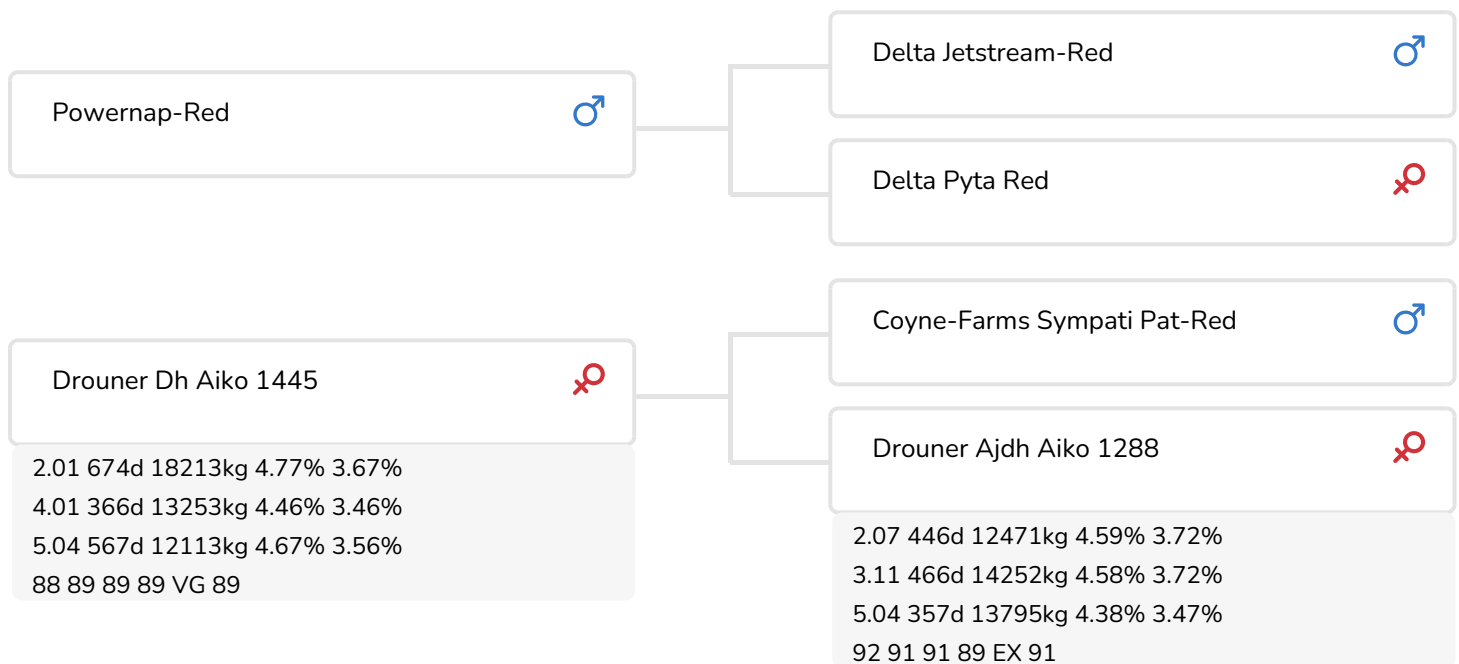 Powernap-Red
Delta Jetstream-Red
Delta Pyta Red
Drouner Dh Aiko 1445
2.01 674d 18213kg 4.77% 3.67%
4.01 366d 13253kg 4.46% 3.46%
5.04 567d 12113kg 4.67% 3.56%
88 89 89 89 VG 89
Coyne-Farms Sympati Pat-Red
Drouner Ajdh Aiko 1288
2.07 446d 12471kg 4.59% 3.72%
3.11 466d 14252kg 4.58% 3.72%
5.04 357d 13795kg 4.38% 3.47%
92 91 91 89 EX 91